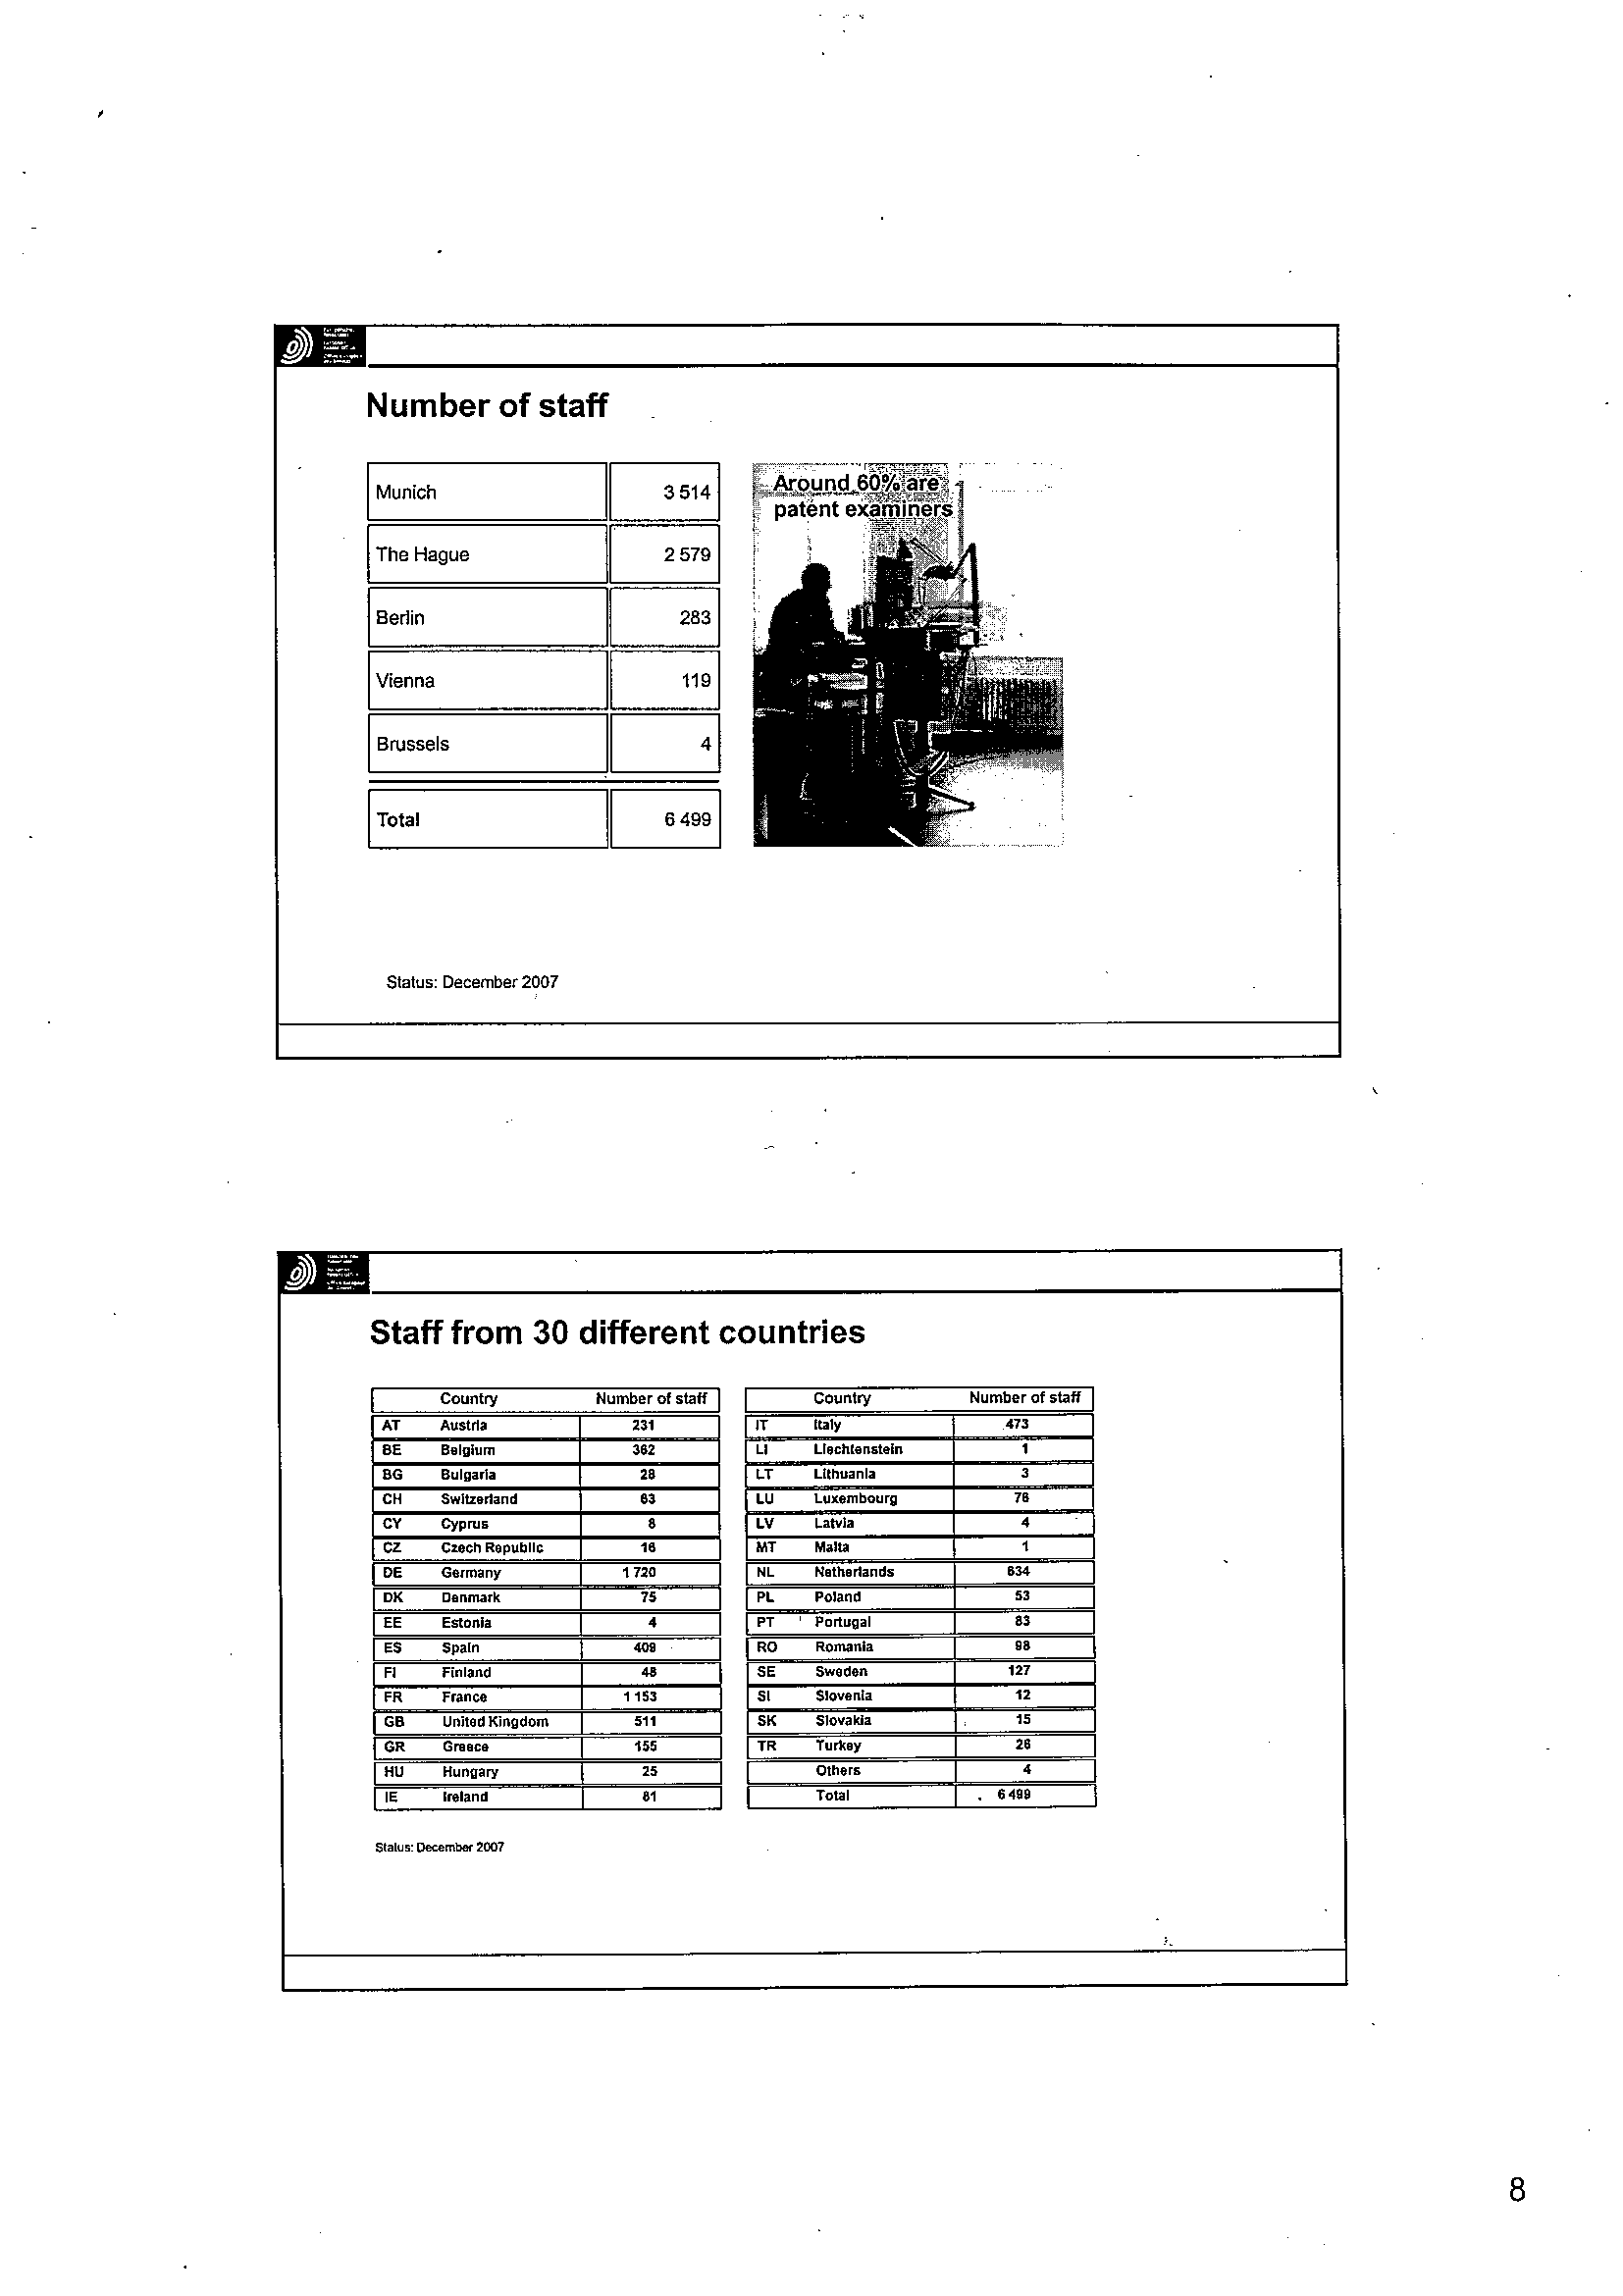 Number of staff
Munich 3 514
The Hague 2 579
Berlin 283
Vienna 119
Brussels 4
Total 6 499
Around 60% are
patent examiners
Status: December 2007
Staff from 30 different countries
Country Number of staff
AT Austria 231
BE Belgium 362
BG Bulgaria 28
CH Switzerland 63
CY Cyprus 8
CZ Czech Republic 16
DE Germany 1 720
DK Denmark 75
EE Estonia 4
ES Spain 409
FI Finland 48
FR France 1 153
GB United Kingdom 511
GR Greece 155
HU Hungary 25
IE Ireland 81
Country Number of staff
IT Italy 473
LI Liechtenstein 1
LT Lithuania 3
LU Luxembourg 76
LV Latvia 4
MT Malta 1
NL Netherlands 634
PL Poland 53
PT Portugal 83
RO Romania 98
SE Sweden 127
SI Slovenia 12
SK Slovakia 15
TR Turkey 26
Others 4
Total 6 499
Status: December 2007
8